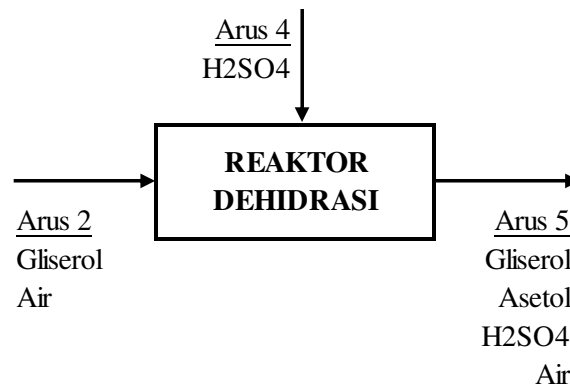 Arus 4
H2SO4
REAKTOR
DEHIDRASI
Arus 2
Gliserol
Air
Arus 5
Gliserol
Asetol
H2SO4
Air